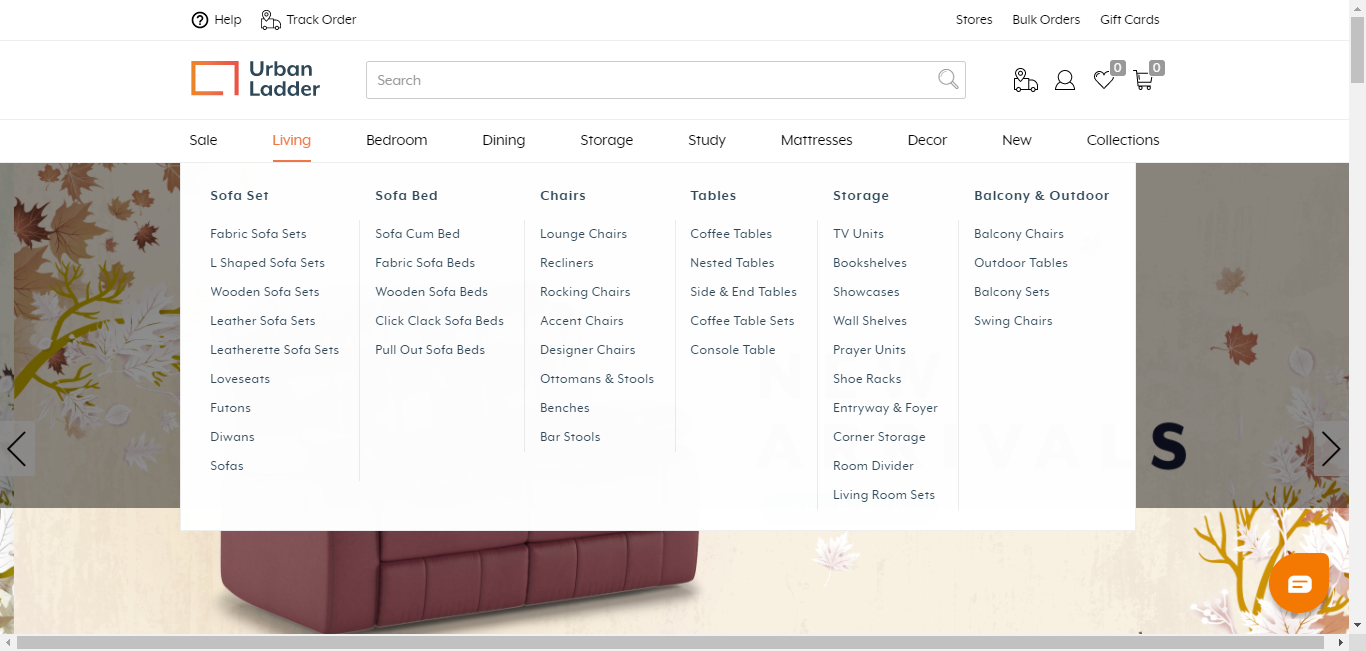 Help
Track Order
Stores
Bulk Orders
Gift Cards
Urban
Ladder
Search
0
0
Sale
Living
Bedroom
Dining
Storage
Study
Mattresses
Decor
New
Collections
Sofa Set
Fabric Sofa Sets
L Shaped Sofa Sets
Wooden Sofa Sets
Leather Sofa Sets
Leatherette Sofa Sets
Loveseats
Futons
Diwans
Sofas
Sofa Bed
Sofa Cum Bed
Fabric Sofa Beds
Wooden Sofa Beds
Click Clack Sofa Beds
Pull Out Sofa Beds
Chairs
Lounge Chairs
Recliners
Rocking Chairs
Accent Chairs
Designer Chairs
Ottomans & Stools
Benches
Bar Stools
Tables
Coffee Tables
Nested Tables
Side & End Tables
Coffee Table Sets
Console Table
Storage
TV Units
Bookshelves
Showcases
Wall Shelves
Prayer Units
Shoe Racks
Entryway & Foyer
Corner Storage
Room Divider
Living Room Sets
Balcony & Outdoor
Balcony Chairs
Outdoor Tables
Balcony Sets
Swing Chairs
NEW
ARRIVALS